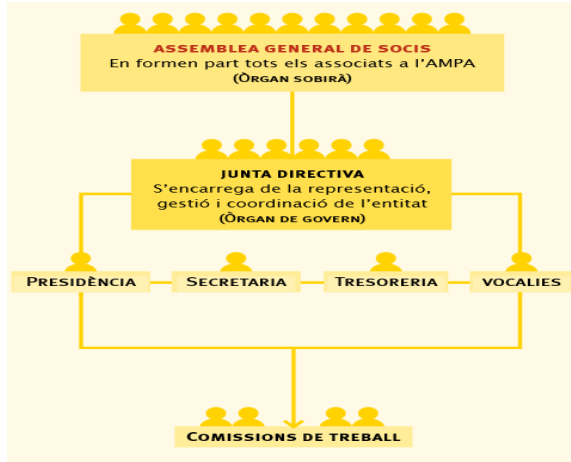 ASSEMBLEA GENERAL DE SOCIS
En formen part tots els associats a l'AMPA
(ÒRGAN SOBIRÀ)
JUNTA DIRECTIVA
S'encarrega de la representació,
gestió i coordinació de l'entitat
(ÒRGAN DE GOVERN)
PRESIDÈNCIA SECRETARIA TRESORERIA VOCALIES
COMISSIONS DE TREBALL